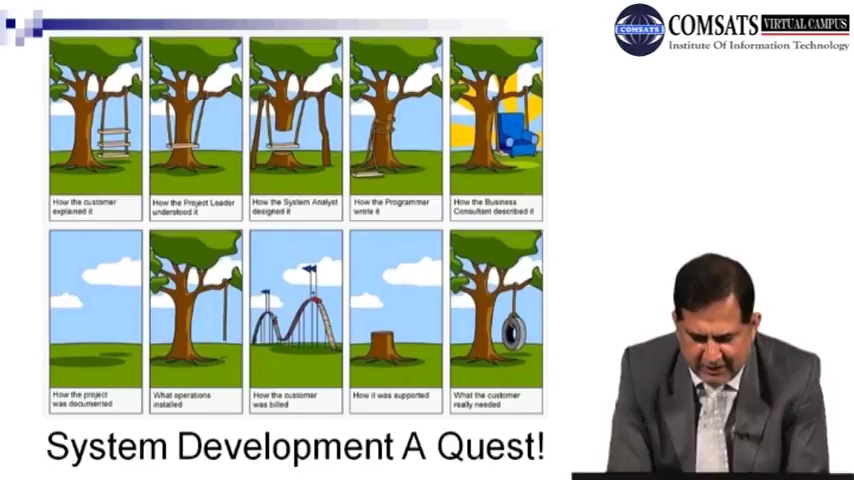 COMSATS
COMSATS VIRTUAL CAMPUS
Institute Of Information Technology
How the customer
explained it
How the Project Leader
understood it
How the System Analyst
designed it
How the Programmer
wrote it
How the Business
Consultant described it
How the project
was documented
What operations
installed
How the customer
was billed
How it was supported
What the customer
really needed
System Development A Quest!